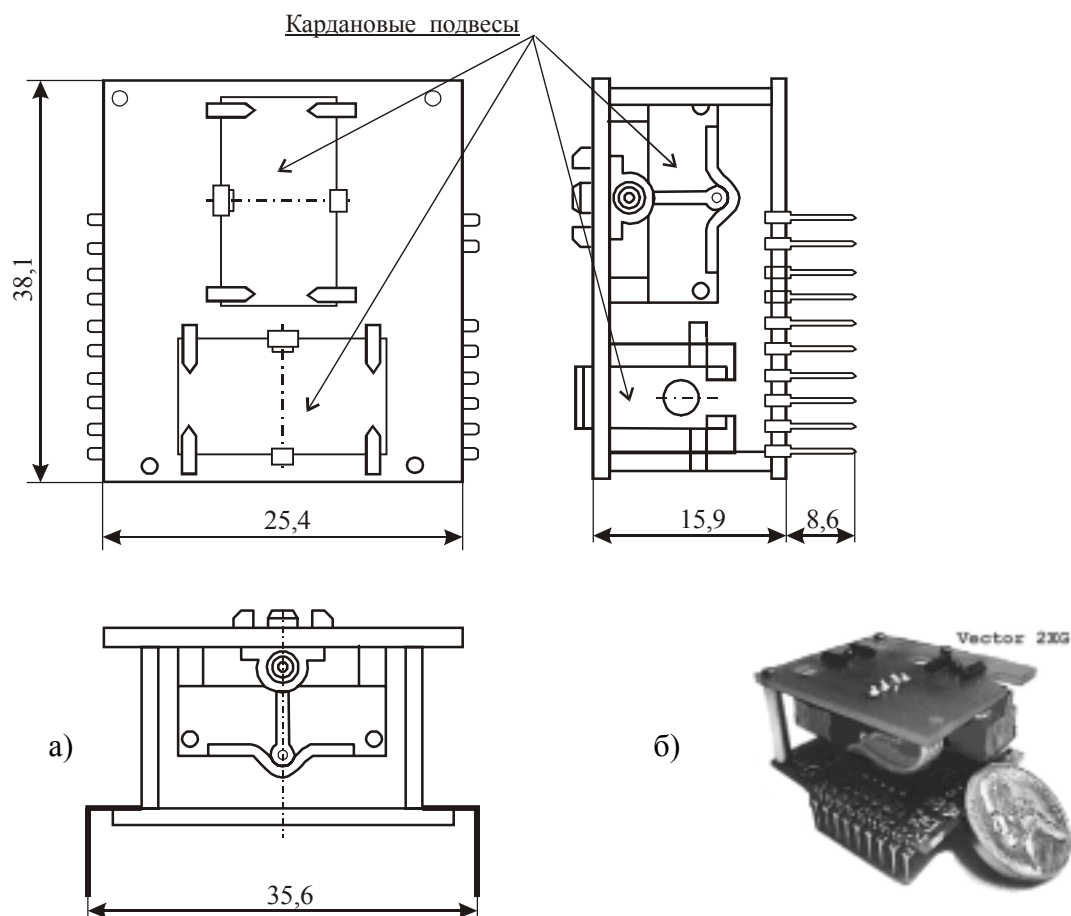 Кардановые подвесы
38,1
25,4
15,9
8,6
а)
б)
Vector 2XG
35,6